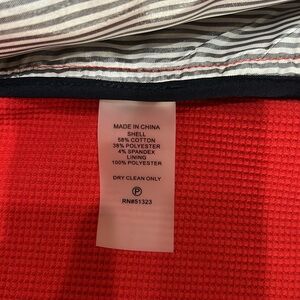 MADE IN CHINA
SHELL
58% COTTON
38% POLYESTER
4% SPANDEX
LINING
100% POLYESTER
DRY CLEAN ONLY
P
RN#51323